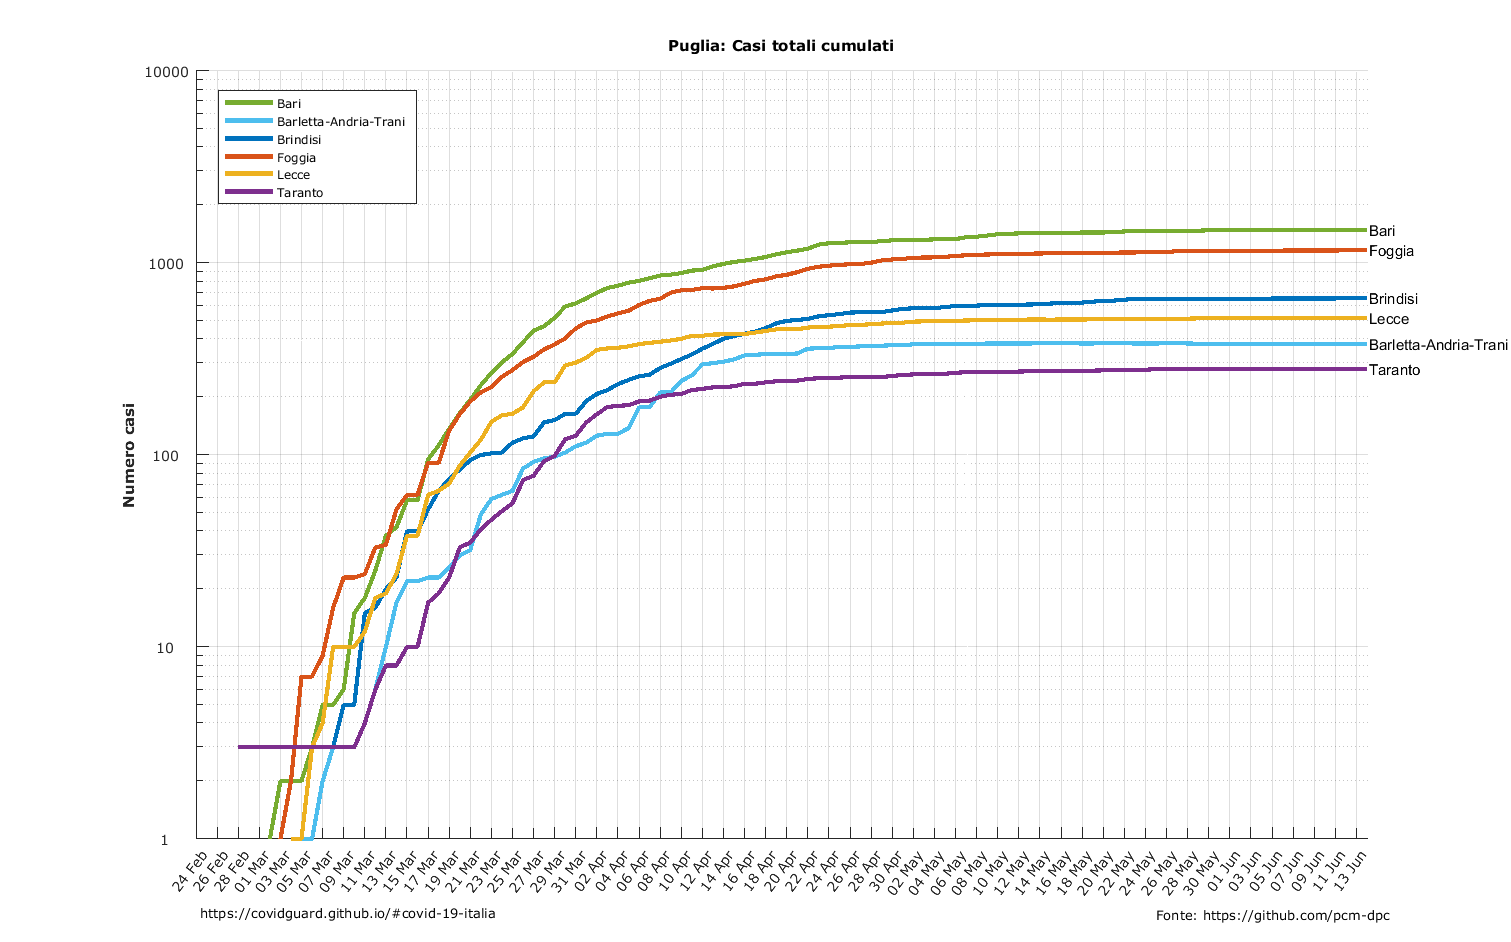 Puglia: Casi totali cumulati
10000
1000
100
10
1
Numero casi
Bari
Barletta-Andria-Trani
Brindisi
Foggia
Lecce
Taranto
Bari
Foggia
Brindisi
Lecce
Barletta-Andria-Trani
Taranto
24 Feb
26 Feb
28 Feb
01 Mar
03 Mar
05 Mar
07 Mar
09 Mar
11 Mar
13 Mar
15 Mar
17 Mar
19 Mar
21 Mar
23 Mar
25 Mar
27 Mar
29 Mar
31 Mar
02 Apr
04 Apr
06 Apr
08 Apr
10 Apr
12 Apr
14 Apr
16 Apr
18 Apr
20 Apr
22 Apr
24 Apr
26 Apr
28 Apr
30 Apr
02 May
04 May
06 May
08 May
10 May
12 May
14 May
16 May
18 May
20 May
22 May
24 May
26 May
28 May
30 May
01 Jun
03 Jun
05 Jun
07 Jun
09 Jun
11 Jun
13 Jun
https://covidguard.github.io/#covid-19-italia
Fonte: https://github.com/pcm-dpc